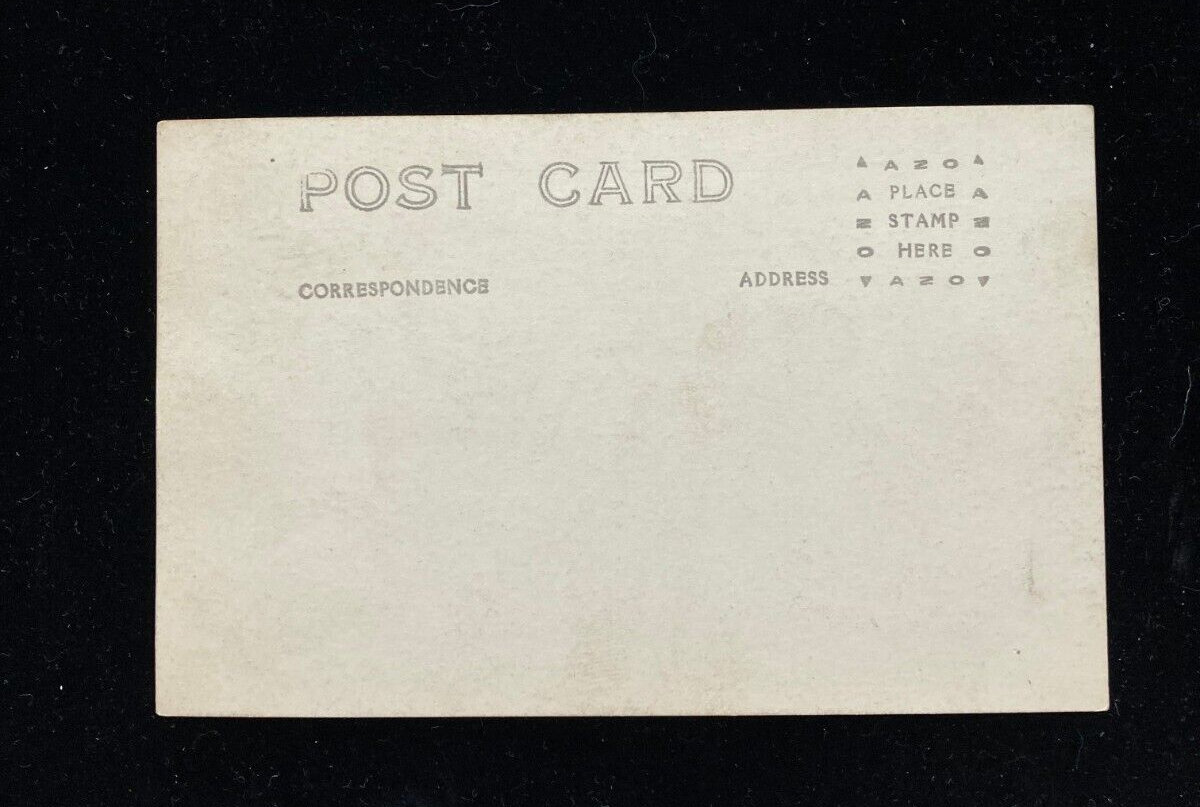 POST CARD
CORRESPONDENCE
ADDRESS
▲ AZO ▲
A PLACE A
Z STAMP Z
O HERE O
▼ AZO ▼